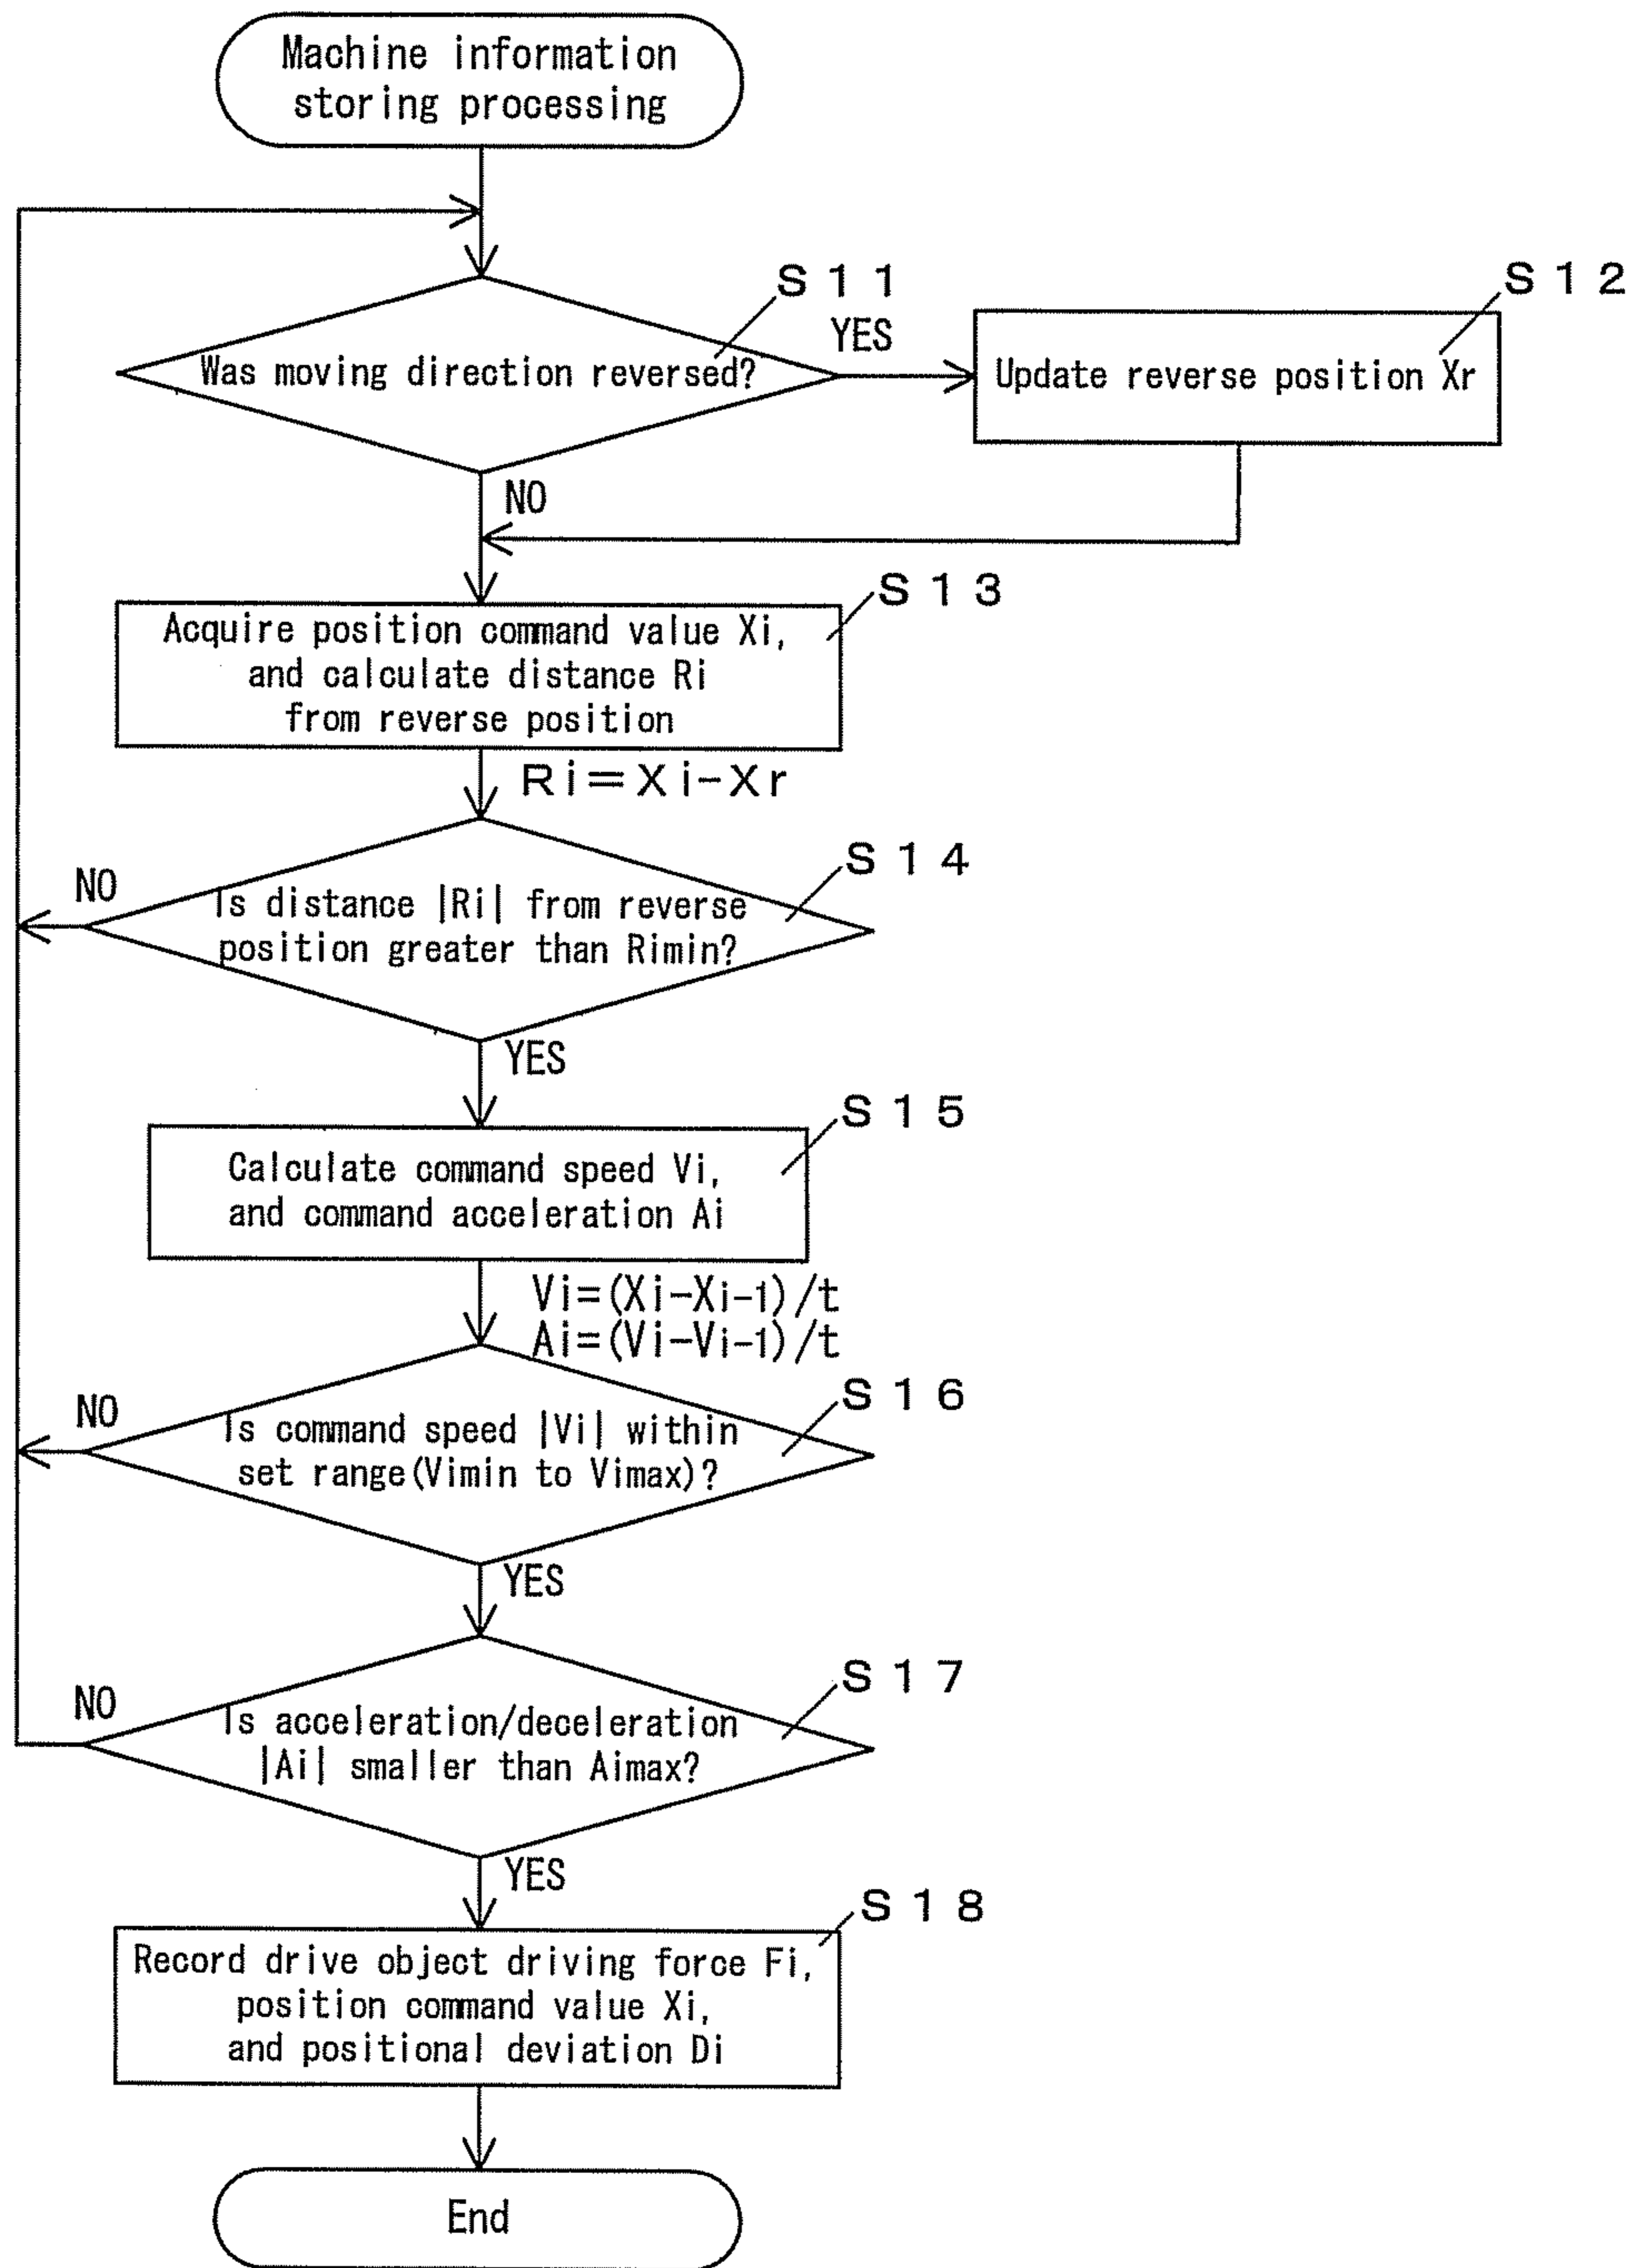 Machine information
storing processing
S11
S12
YES
Was moving direction reversed?
Update reverse position Xr
NO
S13
Acquire position command value Xi,
and calculate distance Ri
from reverse position
Ri=Xi-Xr
S14
NO
Is distance |Ri| from reverse
position greater than Rimin?
YES
S15
Calculate command speed Vi,
and command acceleration Ai
Vi=(Xi-Xi-1)/t
Ai=(Vi-Vi-1)/t
S16
NO
Is command speed |Vi| within
set range(Vimin to Vimax)?
YES
S17
NO
Is acceleration/deceleration
|Ai| smaller than Aimax?
YES
S18
Record drive object driving force Fi,
position command value Xi,
and positional deviation Di
End